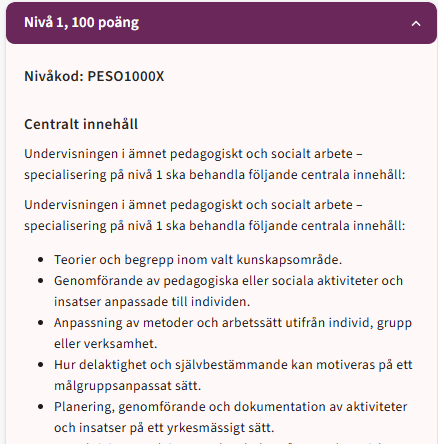 Nivå 1, 100 poäng
Nivåkod: PESO1000X
Centralt innehåll
Undervisningen i ämnet pedagogiskt och socialt arbete –
specialisering på nivå 1 ska behandla följande centrala innehåll:
Undervisningen i ämnet pedagogiskt och socialt arbete –
specialisering på nivå 1 ska behandla följande centrala innehåll:
• Teorier och begrepp inom valt kunskapsområde.
• Genomförande av pedagogiska eller sociala aktiviteter och
insatser anpassade till individen.
• Anpassning av metoder och arbetssätt utifrån individ, grupp
eller verksamhet.
• Hur delaktighet och självbestämmande kan motiveras på ett
målgruppsanpassat sätt.
• Planering, genomförande och dokumentation av aktiviteter
och insatser på ett yrkesmässigt sätt.